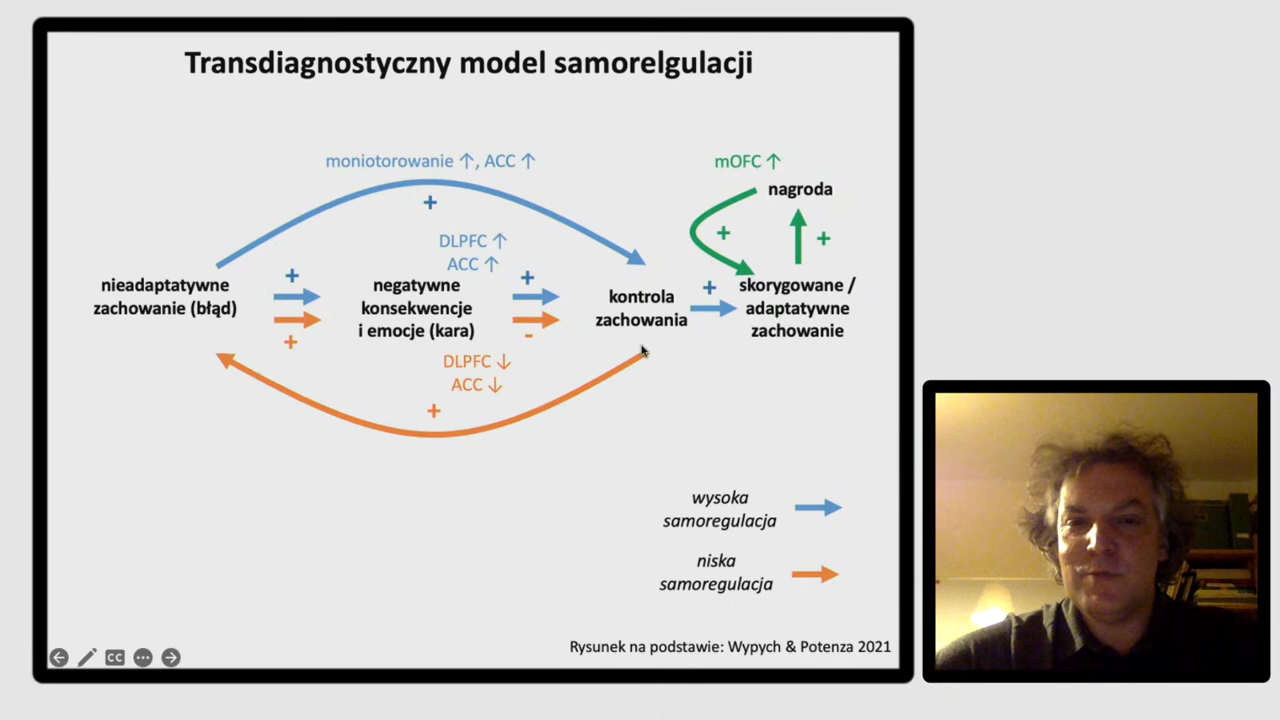 Transdiagnostyczny model samorelgulacji
moniotorowanie ↑, ACC ↑
+
mOFC ↑
nagroda
+
+
DLPFC ↑
ACC ↑
nieadaptatywne
zachowanie (błąd)
+
+
negatywne
konsekwencje
i emocje (kara)
+
-
kontrola
zachowania
+
skorygowane /
adaptatywne
zachowanie
DLPFC ↓
ACC ↓
+
wysoka
samoregulacja
niska
samoregulacja
Rysunek na podstawie: Wypych & Potenza 2021
CC